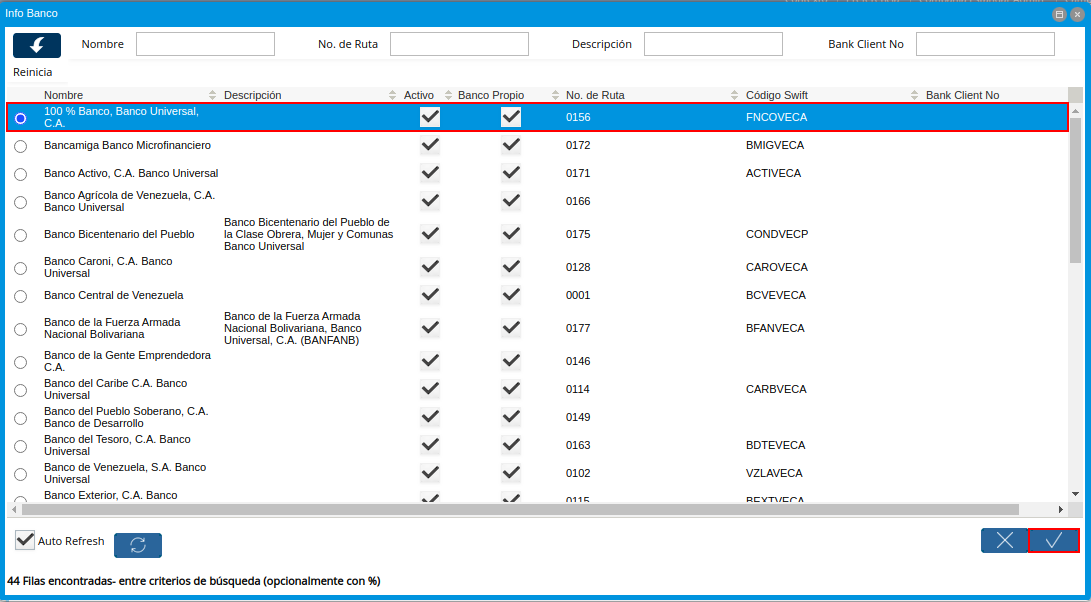 Info Banco
Nombre No. de Ruta Descripción Bank Client No
Reinicia
Nombre Descripción Activo Banco Propio No. de Ruta Código Swift Bank Client No
100 % Banco, Banco Universal,
C.A. 0156 FNCOVECA
Bancamiga Banco Microfinanciero 0172 BMIGVECA
Banco Activo, C.A. Banco Universal 0171 ACTIVECA
Banco Agrícola de Venezuela, C.A.
Banco Universal 0166
Banco Bicentenario del Pueblo Banco Bicentenario del Pueblo de
la Clase Obrera, Mujer y Comunas
Banco Universal 0175 CONDVECP
Banco Caroni, C.A. Banco
Universal 0128 CAROVECA
Banco Central de Venezuela 0001 BCVEVECA
Banco de la Fuerza Armada
Nacional Bolivariana Banco de la Fuerza Armada
Nacional Bolivariana, Banco
Universal, C.A. (BANFANB) 0177 BFANVECA
Banco de la Gente Emprendedora
C.A. 0146
Banco del Caribe C.A. Banco
Universal 0114 CARBVECA
Banco del Pueblo Soberano, C.A.
Banco de Desarrollo 0149
Banco del Tesoro, C.A. Banco
Universal 0163 BDTEVECA
Banco de Venezuela, S.A. Banco
Universal 0102 VZLAVECA
Banco Exterior, C.A. Banco 0115 BEXTVECA
Auto Refresh
44 Filas encontradas- entre criterios de búsqueda (opcionalmente con %)